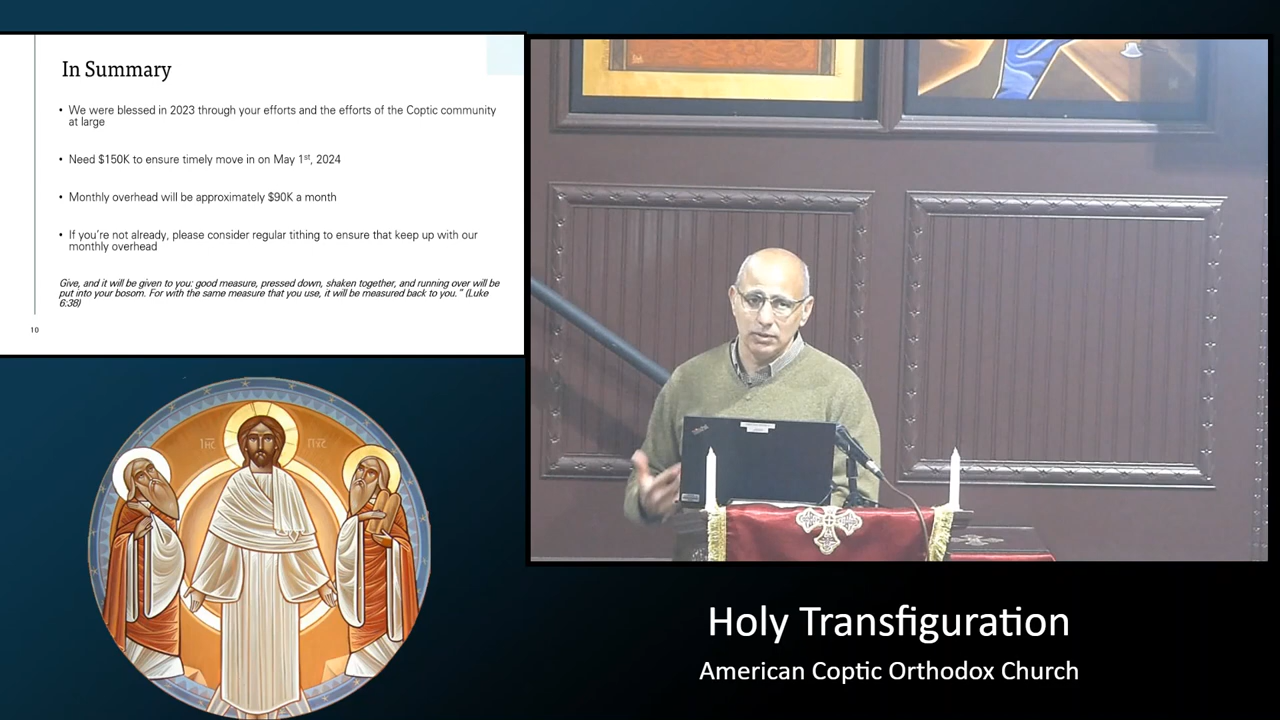 In Summary
• We were blessed in 2023 through your efforts and the efforts of the Coptic community
at large
• Need $150K to ensure timely move in on May 1st, 2024
• Monthly overhead will be approximately $90K a month
• If you're not already, please consider regular tithing to ensure that keep up with our
monthly overhead
Give, and it will be given to you: good measure, pressed down, shaken together, and running over will be
put into your bosom. For with the same measure that you use, it will be measured back to you." (Luke
6:38)
10
Holy Transfiguration
American Coptic Orthodox Church